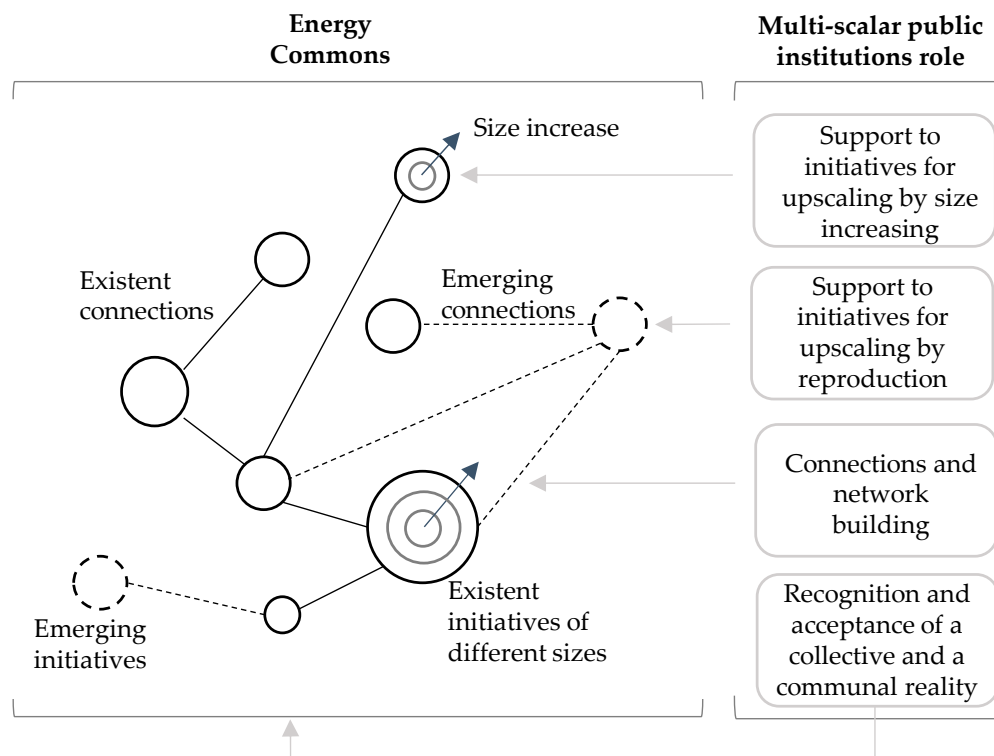 Energy
Commons
Multi-scalar public
institutions role
Size increase
Existent
connections
Emerging
connections
Existent
initiatives of
different sizes
Emerging
initiatives
Support to
initiatives for
upscaling by size
increasing
Support to
initiatives for
upscaling by
reproduction
Connections and
network
building
Recognition and
acceptance of a
collective and a
communal reality